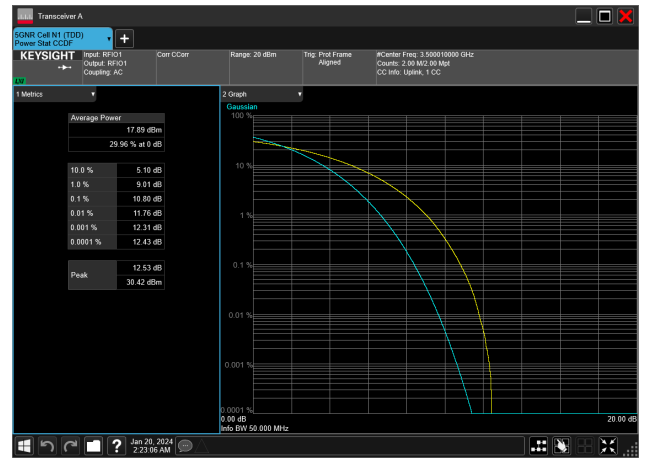 Transceiver A
5GNR Cell N1 (TDD)
Power Stat CCDF
KEYSIGHT
Input: RFIO1
Output: RFIO1
Coupling: AC
Corr CCorr
Range: 20 dBm
Trig: Prot Frame
Aligned
#Center Freq: 3.500010000 GHz
Counts: 2.00 M/2.00 Mpt
CC Info: Uplink, 1 CC
1 Metrics
Average Power
17.89 dBm
29.96 % at 0 dB
10.0 % 5.10 dB
1.0 % 9.01 dB
0.1 % 10.80 dB
0.01 % 11.76 dB
0.001 % 12.31 dB
0.0001 % 12.43 dB
Peak
12.53 dB
30.42 dBm
2 Graph
Gaussian
100 %
10 %
1 %
0.1 %
0.01 %
0.001 %
0.0001 %
0.00 dB
20.00 dB
Info BW 50.000 MHz
Jan 20, 2024
2:23:06 AM